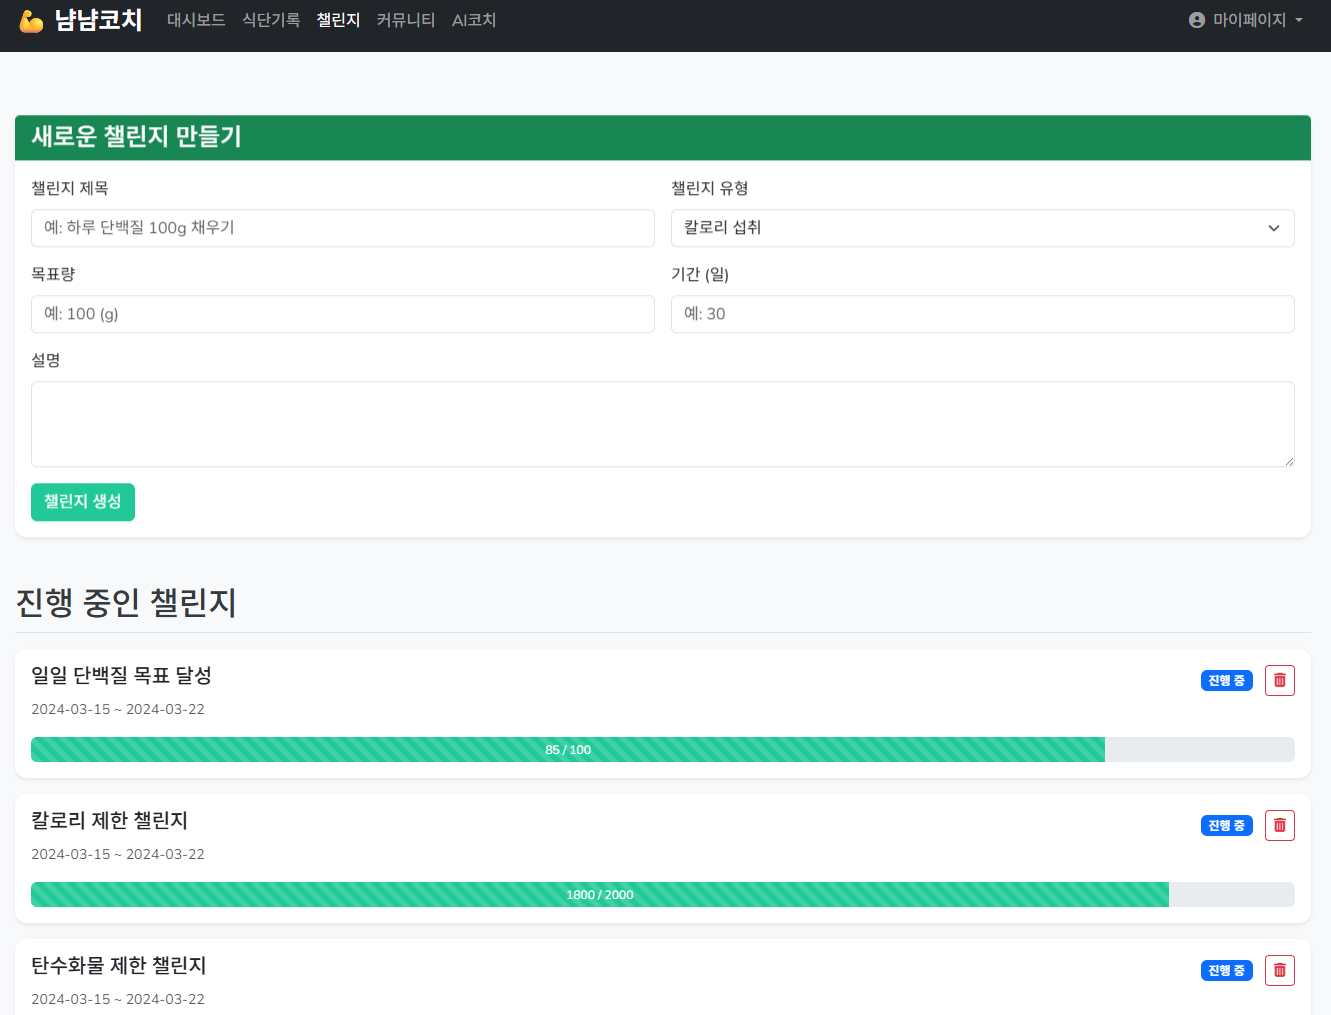 냠냠코치 대시보드 식단기록 챌린지 커뮤니티 AI코치 마이페이지
새로운 챌린지 만들기
챌린지 제목 챌린지 유형
예: 하루 단백질 100g 채우기 칼로리 섭취
목표량 기간 (일)
예: 100 (g) 예: 30
설명
챌린지 생성
진행 중인 챌린지
일일 단백질 목표 달성 진행 중
2024-03-15 ~ 2024-03-22
85 / 100
칼로리 제한 챌린지 진행 중
2024-03-15 ~ 2024-03-22
1800 / 2000
탄수화물 제한 챌린지 진행 중
2024-03-15 ~ 2024-03-22